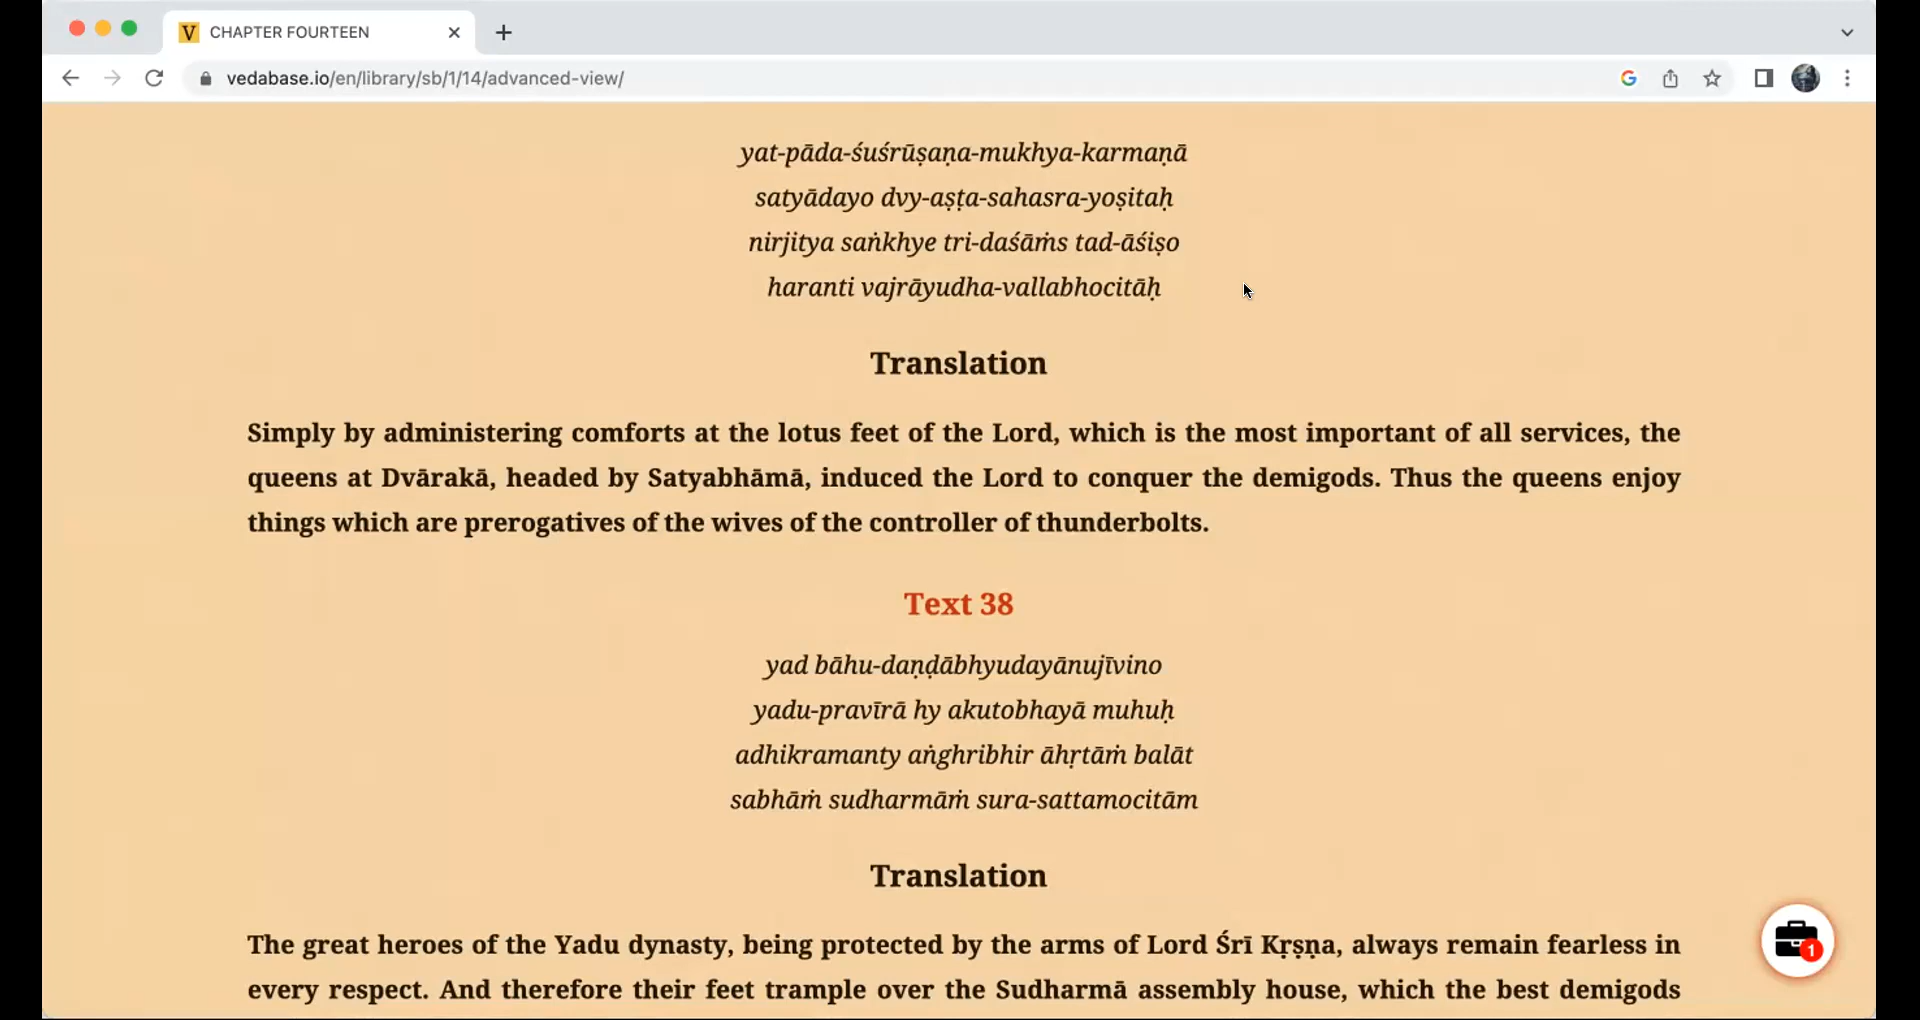 CHAPTER FOURTEEN
vedabase.io/en/library/sb/1/14/advanced-view/
yat-pāda-śuśrūṣaṇa-mukhya-karmaṇā
satyādayo dvy-aṣṭa-sahasra-yoṣitaḥ
nirjitya saṅkhye tri-daśāṁs tad-āśiṣo
haranti vajrāyudha-vallabhocitāḥ
Translation
Simply by administering comforts at the lotus feet of the Lord, which is the most important of all services, the
queens at Dvārakā, headed by Satyabhāmā, induced the Lord to conquer the demigods. Thus the queens enjoy
things which are prerogatives of the wives of the controller of thunderbolts.
Text 38
yad bāhu-daṇḍābhyudayānujīvino
yadu-pravīrā hy akutobhayā muhuḥ
adhikramanty aṅghribhir āhṛtāṁ balāt
sabhāṁ sudharmāṁ sura-sattamocitām
Translation
The great heroes of the Yadu dynasty, being protected by the arms of Lord Śrī Kṛṣṇa, always remain fearless in
every respect. And therefore their feet trample over the Sudharmā assembly house, which the best demigods
1